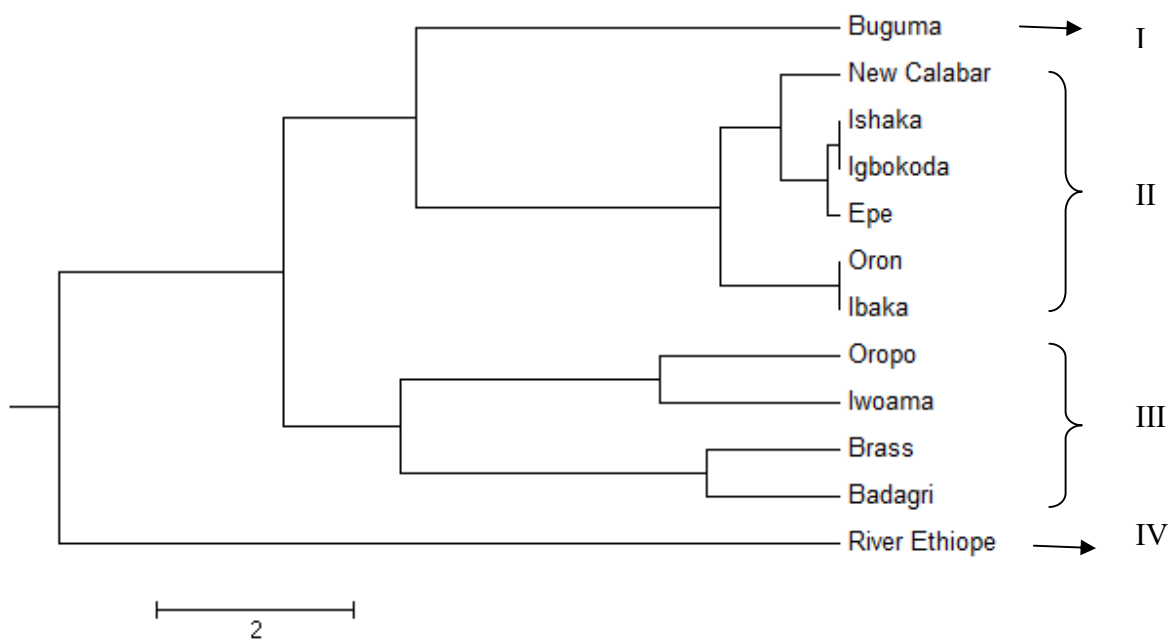 Buguma
I
New Calabar
Ishaka
Igbokoda
II
Epe
Oron
Ibaka
Oropo
Iwoama
III
Brass
Badagri
River Ethiope
IV
2